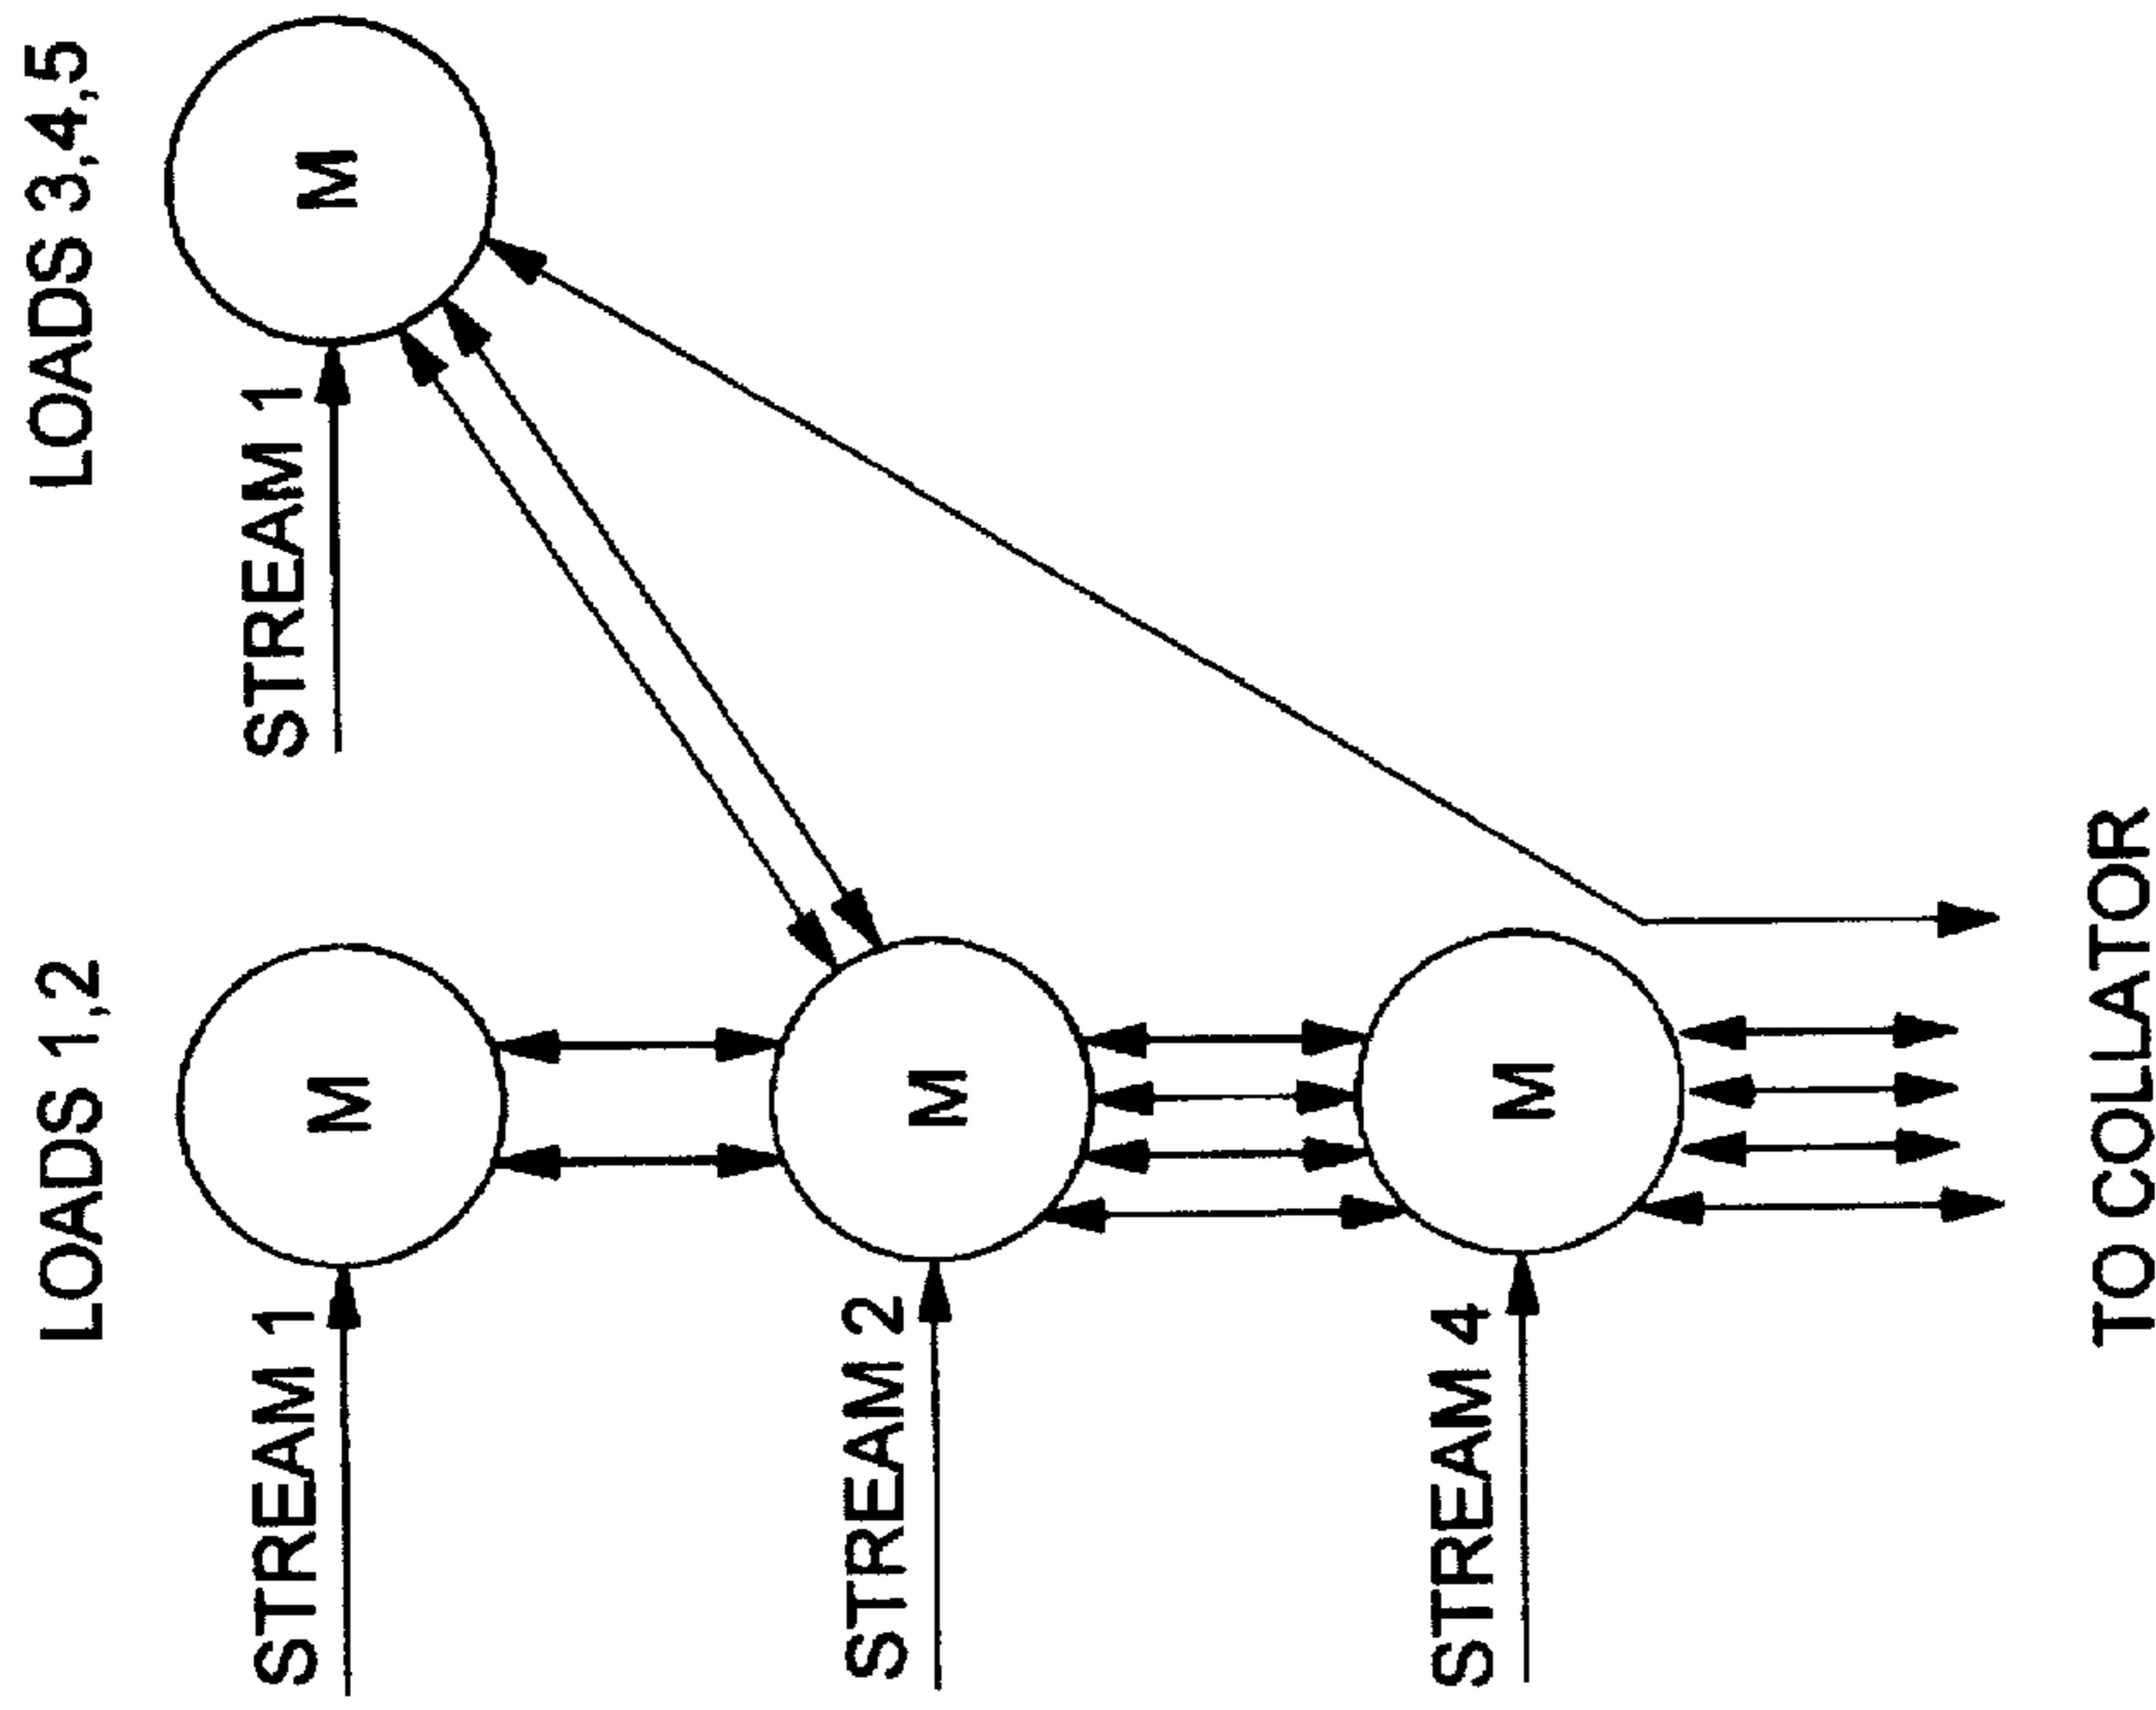 LOADS 1,2
LOADS 3,4,5
STREAM 1
M
STREAM 1
M
STREAM 2
M
STREAM 4
M
TO COLLATOR